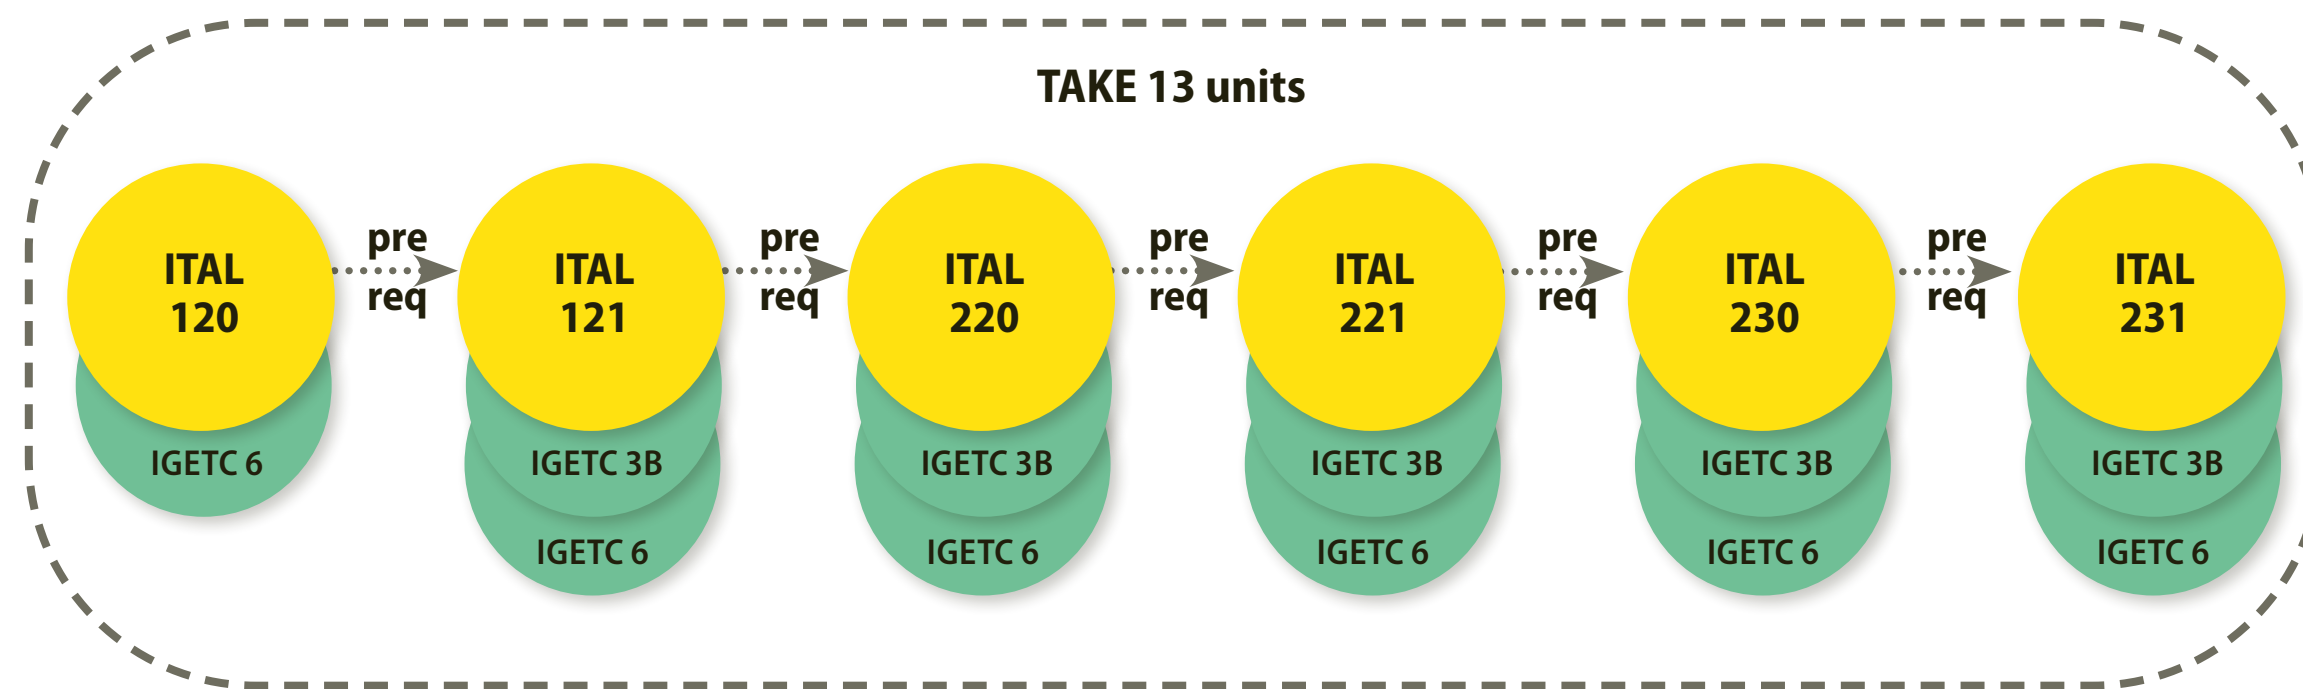 TAKE 13 units
ITAL
120
pre
req
ITAL
121
pre
req
ITAL
220
pre
req
ITAL
221
pre
req
ITAL
230
pre
req
ITAL
231
IGETC 6
IGETC 3B
IGETC 3B
IGETC 3B
IGETC 3B
IGETC 3B
IGETC 6
IGETC 6
IGETC 6
IGETC 6
IGETC 6